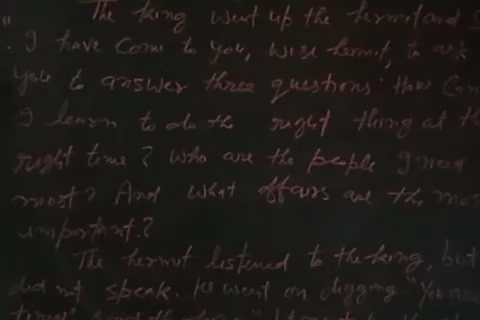 The king went up the hermit and
". I have come to you, wise hermit, to ask
you to answer three questions: How can
I learn to do the right thing at the
right time? Who are the people I need
most? And what affairs are the most
important?
The hermit listened to the king, but
did not speak. He went on digging. "You are